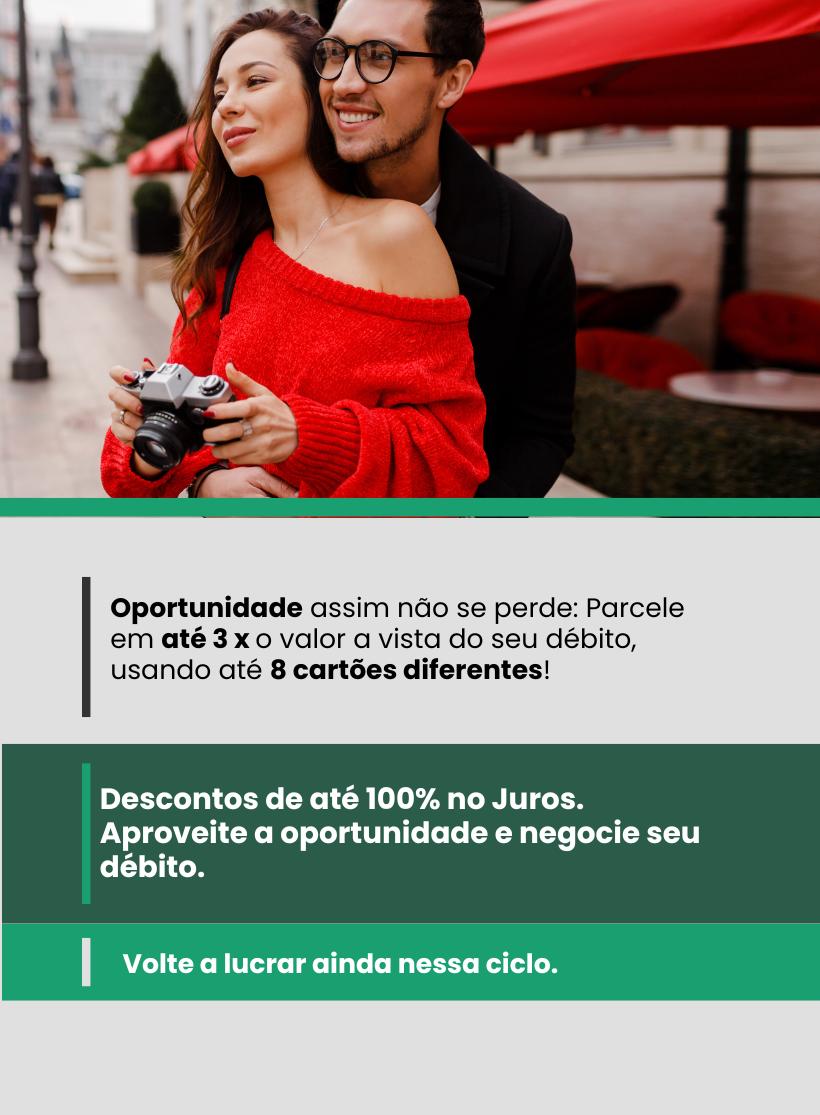 Oportunidade assim não se perde: Parcele
em até 3 x o valor a vista do seu débito,
usando até 8 cartões diferentes!
Descontos de até 100% no Juros.
Aproveite a oportunidade e negocie seu
débito.
Volte a lucrar ainda nessa ciclo.